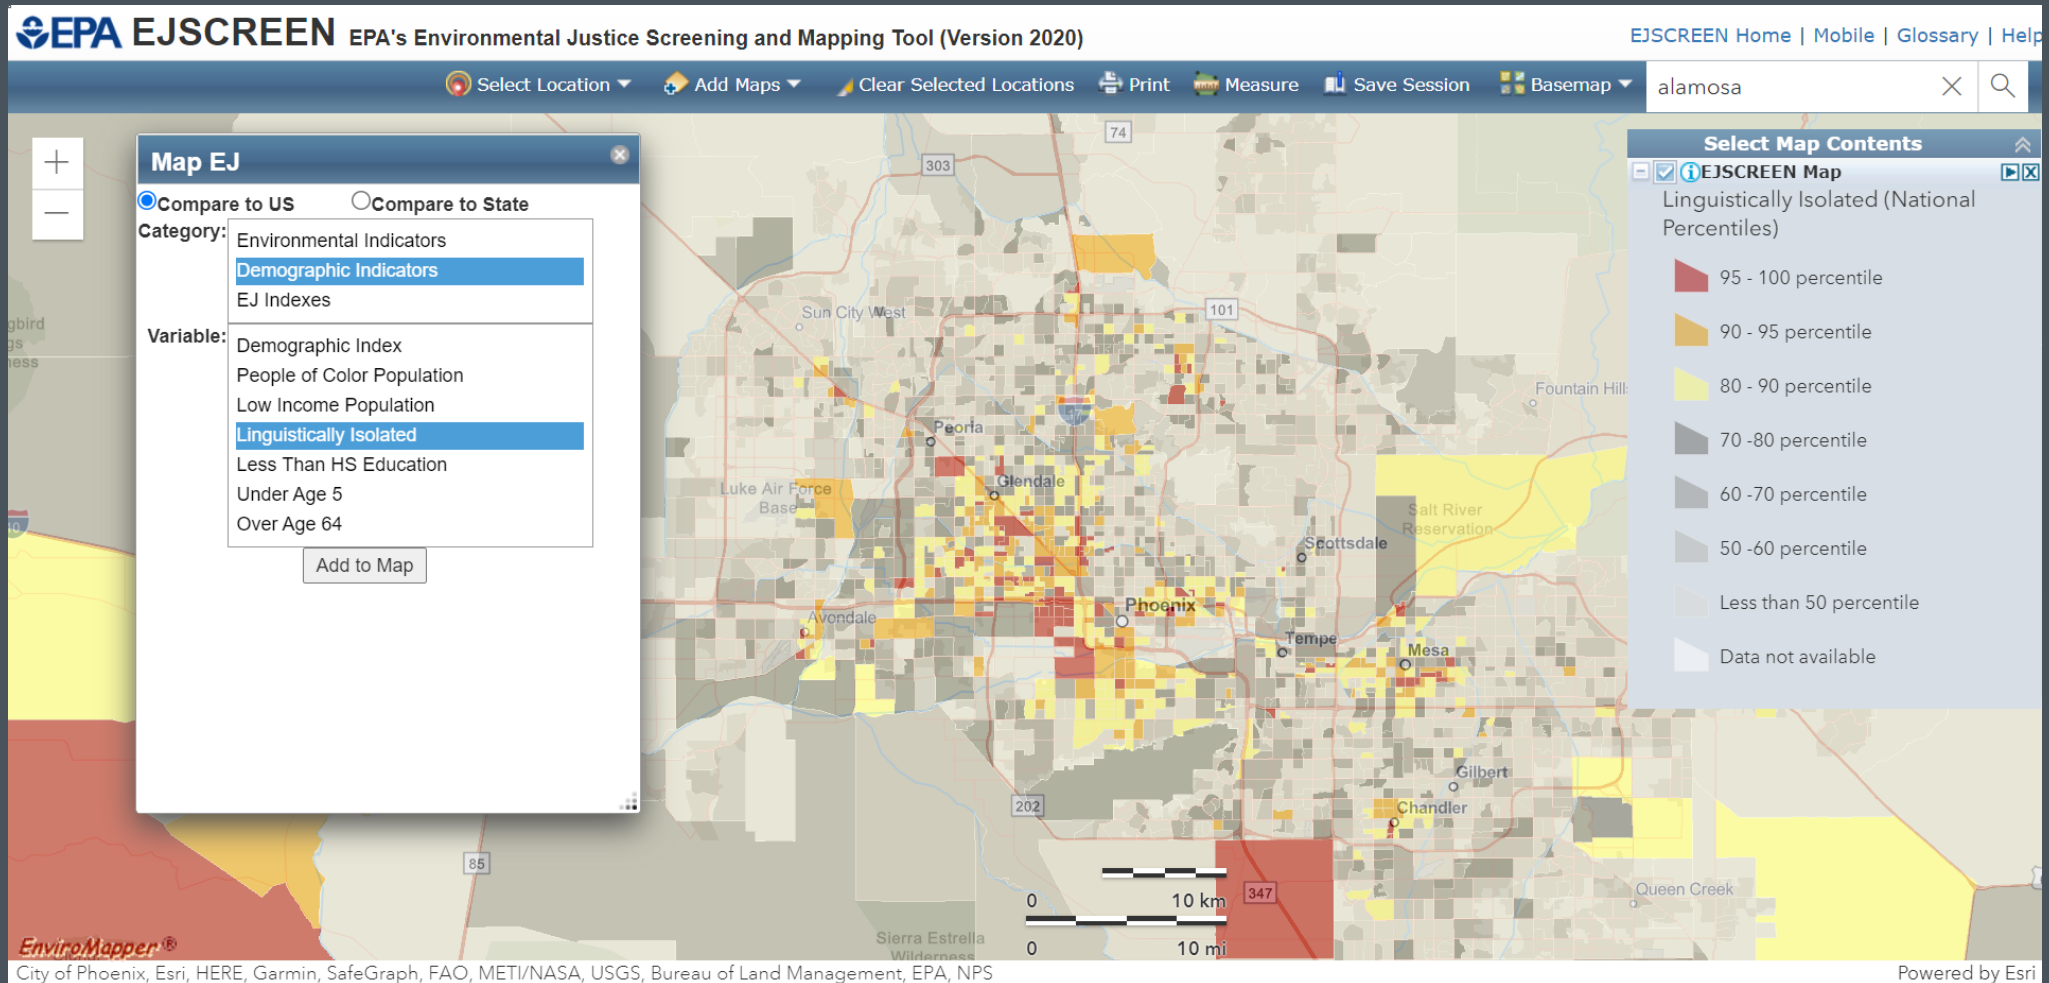 EPA EJSCREEN EPA's Environmental Justice Screening and Mapping Tool (Version 2020)
EJSCREEN Home | Mobile | Glossary | Help
Select Location
Add Maps
Clear Selected Locations
Print
Measure
Save Session
Basemap
alamosa
Map EJ
Compare to US
Compare to State
Category:
Environmental Indicators
Demographic Indicators
EJ Indexes
Variable:
Demographic Index
People of Color Population
Low Income Population
Linguistically Isolated
Less Than HS Education
Under Age 5
Over Age 64
Add to Map
Select Map Contents
EJSCREEN Map
Linguistically Isolated (National
Percentiles)
95 - 100 percentile
90 - 95 percentile
80 - 90 percentile
70 -80 percentile
60 -70 percentile
50 -60 percentile
Less than 50 percentile
Data not available
74
303
101
Sun City West
Fountain Hill
17
Peoria
Glendale
Luke Air Force
Base
Salt River
Reservation
Scottsdale
10
Phoenix
Avondale
Tempe
Mesa
Gilbert
Chandler
202
85
347
Queen Creek
0 10 km
0 10 mi
Sierra Estrella
Wilderness
EnviroMapper ®
City of Phoenix, Esri, HERE, Garmin, SafeGraph, FAO, METI/NASA, USGS, Bureau of Land Management, EPA, NPS
Powered by Esri